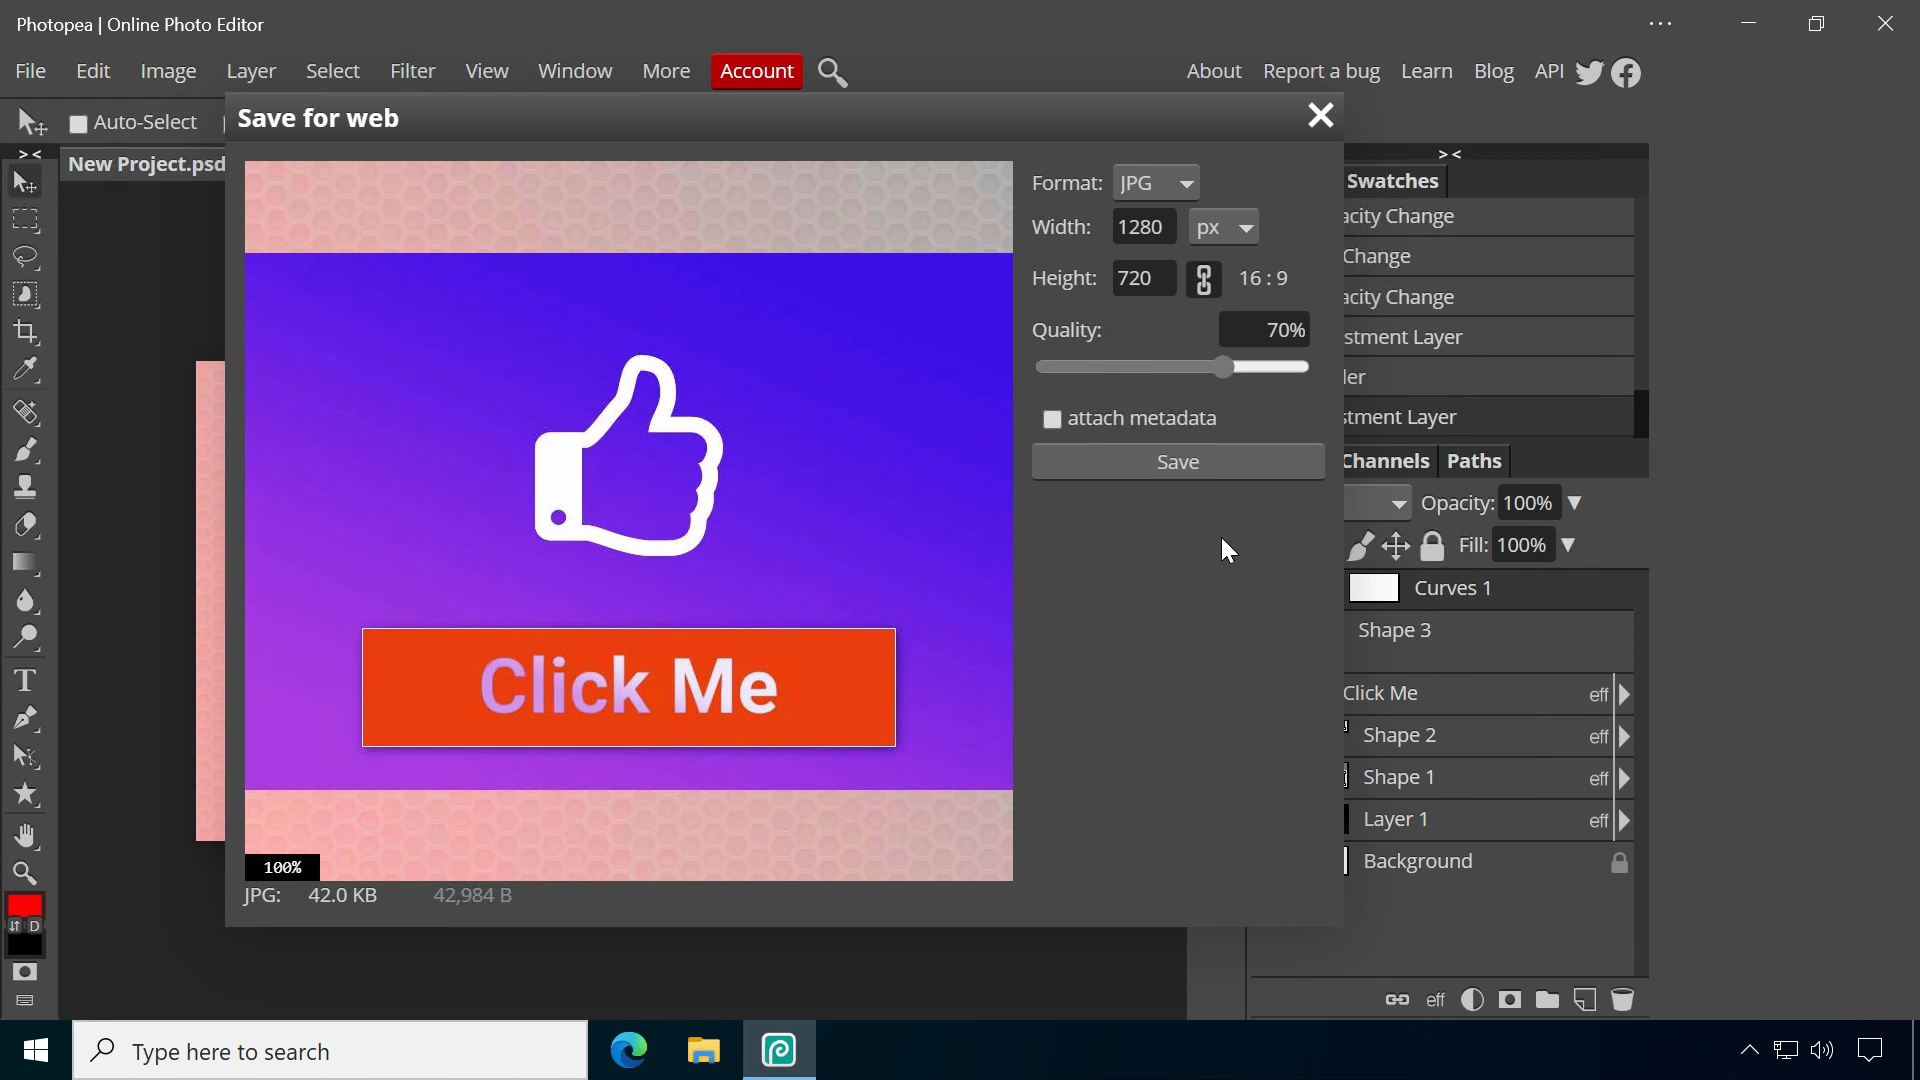 Photopea | Online Photo Editor
File Edit Image Layer Select Filter View Window More Account
About Report a bug Learn Blog API
Auto-Select
Save for web
> <
New Project.psd
> <
Swatches
Format: JPG
Width: 1280 px
Height: 720 16 : 9
Quality: 70%
attach metadata
Save
acity Change
Change
acity Change
stment Layer
ler
stment Layer
Channels Paths
Opacity: 100%
Fill: 100%
Curves 1
Shape 3
Click Me eff
Shape 2 eff
Shape 1 eff
Layer 1 eff
Background
eff
Click Me
T
D
100%
JPG: 42.0 KB 42,984 B
Type here to search